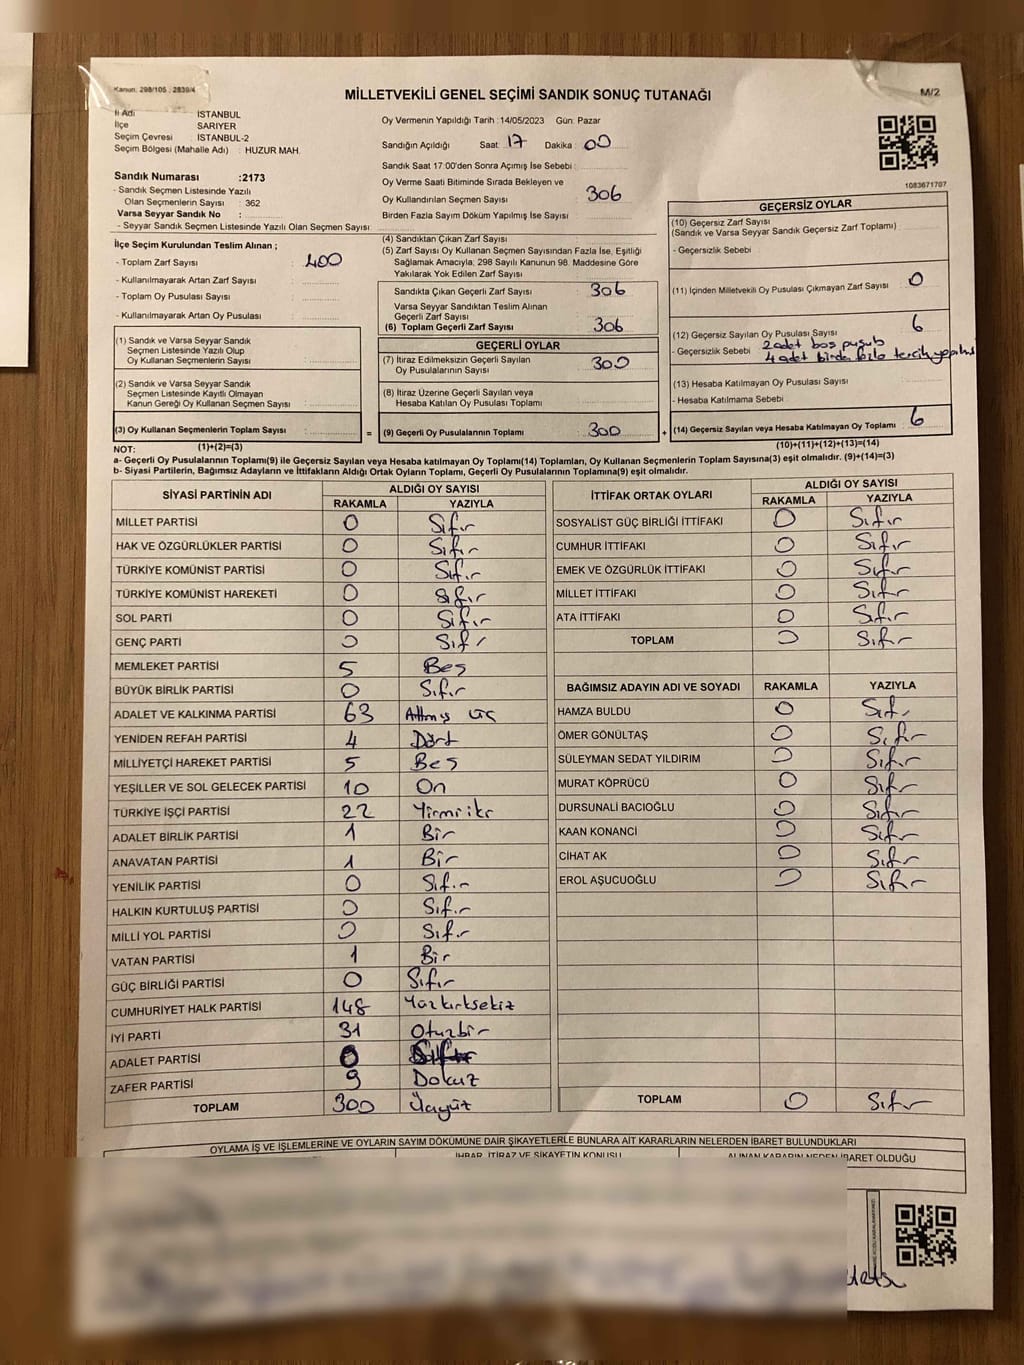 Kanun: 298/105 ; 2839/4
MİLLETVEKİLİ GENEL SEÇİMİ SANDIK SONUÇ TUTANAĞI
M/2
İl Adı : İSTANBUL
İlçe : SARIYER
Seçim Çevresi : İSTANBUL-2
Seçim Bölgesi (Mahalle Adı) : HUZUR MAH.
Sandık Numarası :2173
- Sandık Seçmen Listesinde Yazılı
Olan Seçmenlerin Sayısı : 362
Varsa Seyyar Sandık No :
- Seyyar Sandık Seçmen Listesinde Yazılı Olan Seçmen Sayısı:
Oy Vermenin Yapıldığı Tarih :14/05/2023 Gün: Pazar
Sandığın Açıldığı Saat: 17 Dakika : 00
Sandık Saat 17:00'den Sonra Açımış İse Sebebi :
Oy Verme Saati Bitiminde Sırada Bekleyen ve
Oy Kullandırılan Seçmen Sayısı : 306
Birden Fazla Sayım Döküm Yapılmış İse Sayısı :
1083671707
İlçe Seçim Kurulundan Teslim Alınan ;
- Toplam Zarf Sayısı : 400
- Kullanılmayarak Artan Zarf Sayısı :
- Toplam Oy Pusulası Sayısı :
- Kullanılmayarak Artan Oy Pusulası :
(4) Sandıktan Çıkan Zarf Sayısı :
(5) Zarf Sayısı Oy Kullanan Seçmen Sayısından Fazla İse, Eşitliği
Sağlamak Amacıyla; 298 Sayılı Kanunun 98. Maddesine Göre
Yakılarak Yok Edilen Zarf Sayısı :
Sandıkta Çıkan Geçerli Zarf Sayısı : 306
Varsa Seyyar Sandıktan Teslim Alınan
Geçerli Zarf Sayısı :
(6) Toplam Geçerli Zarf Sayısı : 306
GEÇERSİZ OYLAR
(10) Geçersiz Zarf Sayısı :
(Sandık ve Varsa Seyyar Sandık Geçersiz Zarf Toplamı)
- Geçersizlik Sebebi :
(11) İçinden Milletvekili Oy Pusulası Çıkmayan Zarf Sayısı : 0
(12) Geçersiz Sayılan Oy Pusulası Sayısı : 6
- Geçersizlik Sebebi : 2 adet boş pusula
4 adet birden fazla tercih yapılmış
(13) Hesaba Katılmayan Oy Pusulası Sayısı :
- Hesaba Katılmama Sebebi :
(14) Geçersiz Sayılan veya Hesaba Katılmayan Oy Toplamı : 6
(10)+(11)+(12)+(13)=(14)
(1) Sandık ve Varsa Seyyar Sandık
Seçmen Listesinde Yazılı Olup
Oy Kullanan Seçmenlerin Sayısı :
(2) Sandık ve Varsa Seyyar Sandık
Seçmen Listesinde Kayıtlı Olmayan
Kanun Gereği Oy Kullanan Seçmen Sayısı :
(3) Oy Kullanan Seçmenlerin Toplam Sayısı :
(1)+(2)=(3)
GEÇERLİ OYLAR
(7) İtiraz Edilmeksizin Geçerli Sayılan
Oy Pusulalarının Sayısı : 300
(8) İtiraz Üzerine Geçerli Sayılan veya
Hesaba Katılan Oy Pusulası Toplamı :
= (9) Geçerli Oy Pusulalarının Toplamı : 300 +
NOT:
a- Geçerli Oy Pusulalarının Toplamı(9) ile Geçersiz Sayılan veya Hesaba katılmayan Oy Toplamı(14) Toplamları, Oy Kullanan Seçmenlerin Toplam Sayısına(3) eşit olmalıdır. (9)+(14)=(3)
b- Siyasi Partilerin, Bağımsız Adayların ve İttifakların Aldığı Ortak Oyların Toplamı, Geçerli Oy Pusulalarının Toplamına(9) eşit olmalıdır.
SİYASİ PARTİNİN ADI ALDIĞI OY SAYISI
RAKAMLA YAZIYLA
MİLLET PARTİSİ 0 Sıfır
HAK VE ÖZGÜRLÜKLER PARTİSİ 0 Sıfır
TÜRKİYE KOMÜNİST PARTİSİ 0 Sıfır
TÜRKİYE KOMÜNİST HAREKETİ 0 Sıfır
SOL PARTİ 0 Sıfır
GENÇ PARTİ 0 Sıfır
MEMLEKET PARTİSİ 5 Beş
BÜYÜK BİRLİK PARTİSİ 0 Sıfır
ADALET VE KALKINMA PARTİSİ 63 Altmış üç
YENİDEN REFAH PARTİSİ 4 Dört
MİLLİYETÇİ HAREKET PARTİSİ 5 Beş
YEŞİLLER VE SOL GELECEK PARTİSİ 10 On
TÜRKİYE İŞÇİ PARTİSİ 22 Yirmi iki
ADALET BİRLİK PARTİSİ 1 Bir
ANAVATAN PARTİSİ 1 Bir
YENİLİK PARTİSİ 0 Sıfır
HALKIN KURTULUŞ PARTİSİ 0 Sıfır
MİLLİ YOL PARTİSİ 0 Sıfır
VATAN PARTİSİ 1 Bir
GÜÇ BİRLİĞİ PARTİSİ 0 Sıfır
CUMHURİYET HALK PARTİSİ 148 Yüzkırksekiz
İYİ PARTİ 31 Otuzbir
ADALET PARTİSİ 0 Sıfır
ZAFER PARTİSİ 9 Dokuz
TOPLAM 300 Üçyüz
İTTİFAK ORTAK OYLARI ALDIĞI OY SAYISI
RAKAMLA YAZIYLA
SOSYALİST GÜÇ BİRLİĞİ İTTİFAKI 0 Sıfır
CUMHUR İTTİFAKI 0 Sıfır
EMEK VE ÖZGÜRLÜK İTTİFAKI 0 Sıfır
MİLLET İTTİFAKI 0 Sıfır
ATA İTTİFAKI 0 Sıfır
TOPLAM 0 Sıfır
BAĞIMSIZ ADAYIN ADI VE SOYADI RAKAMLA YAZIYLA
HAMZA BULDU 0 Sıfır
ÖMER GÖNÜLTAŞ 0 Sıfır
SÜLEYMAN SEDAT YILDIRIM 0 Sıfır
MURAT KÖPRÜCÜ 0 Sıfır
DURSUNALİ BACIOĞLU 0 Sıfır
KAAN KONANCİ 0 Sıfır
CİHAT AK 0 Sıfır
EROL AŞUCUOĞLU 0 Sıfır
TOPLAM 0 Sıfır
OYLAMA İŞ VE İŞLEMLERİNE VE OYLARIN SAYIM DÖKÜMÜNE DAİR ŞİKAYETLERLE BUNLARA AİT KARARLARIN NELERDEN İBARET BULUNDUKLARI
İHBAR, İTİRAZ VE ŞİKAYETİN KONUSU
ALINAN KARARIN NEDEN İBARET OLDUĞU